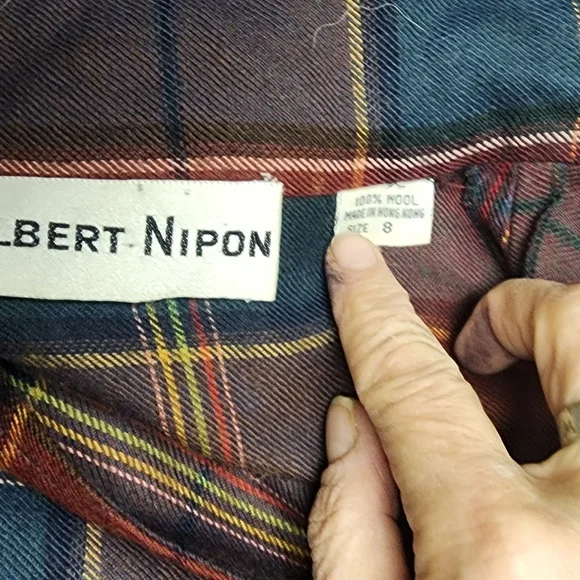 LBERT NIPON
100% WOOL
MADE IN HONG KONG
SIZE 8